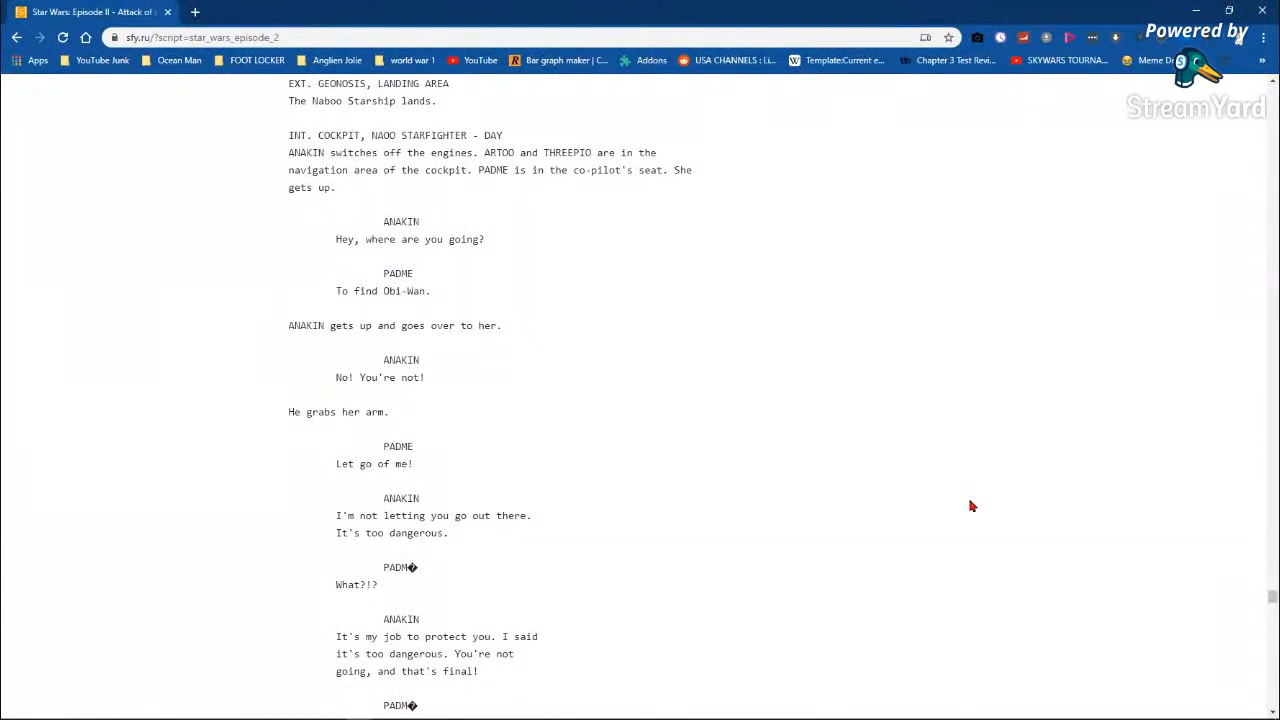 Star Wars: Episode II - Attack of
sfy.ru/?script=star_wars_episode_2
Apps YouTube Junk Ocean Man FOOT LOCKER Anglien Jolie world war 1 YouTube Bar graph maker | C... Addons USA CHANNELS : Li... Template:Current e... Chapter 3 Test Revi... SKYWARS TOURNA... Meme De
Powered by
StreamYard
EXT. GEONOSIS, LANDING AREA
The Naboo Starship lands.
INT. COCKPIT, NAOO STARFIGHTER - DAY
ANAKIN switches off the engines. ARTOO and THREEPIO are in the
navigation area of the cockpit. PADME is in the co-pilot's seat. She
gets up.
ANAKIN
Hey, where are you going?
PADME
To find Obi-Wan.
ANAKIN gets up and goes over to her.
ANAKIN
No! You're not!
He grabs her arm.
PADME
Let go of me!
ANAKIN
I'm not letting you go out there.
It's too dangerous.
PADM�
What?!?
ANAKIN
It's my job to protect you. I said
it's too dangerous. You're not
going, and that's final!
PADM�